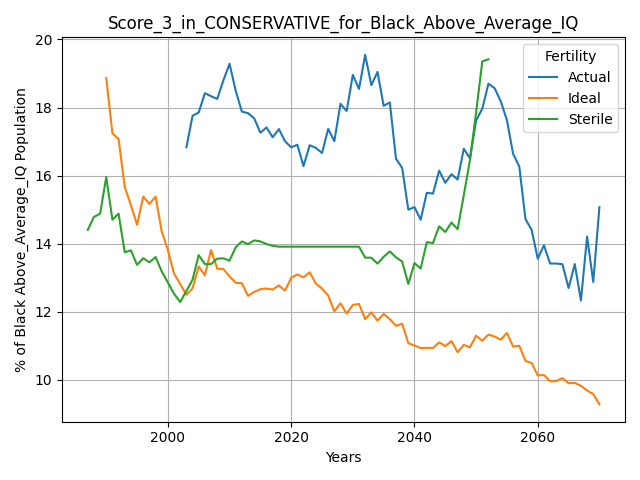 Score_3_in_CONSERVATIVE_for_Black_Above_Average_IQ
% of Black Above_Average_IQ Population
20
18
16
14
12
10
Fertility
Actual
Ideal
Sterile
2000
2020
2040
2060
Years